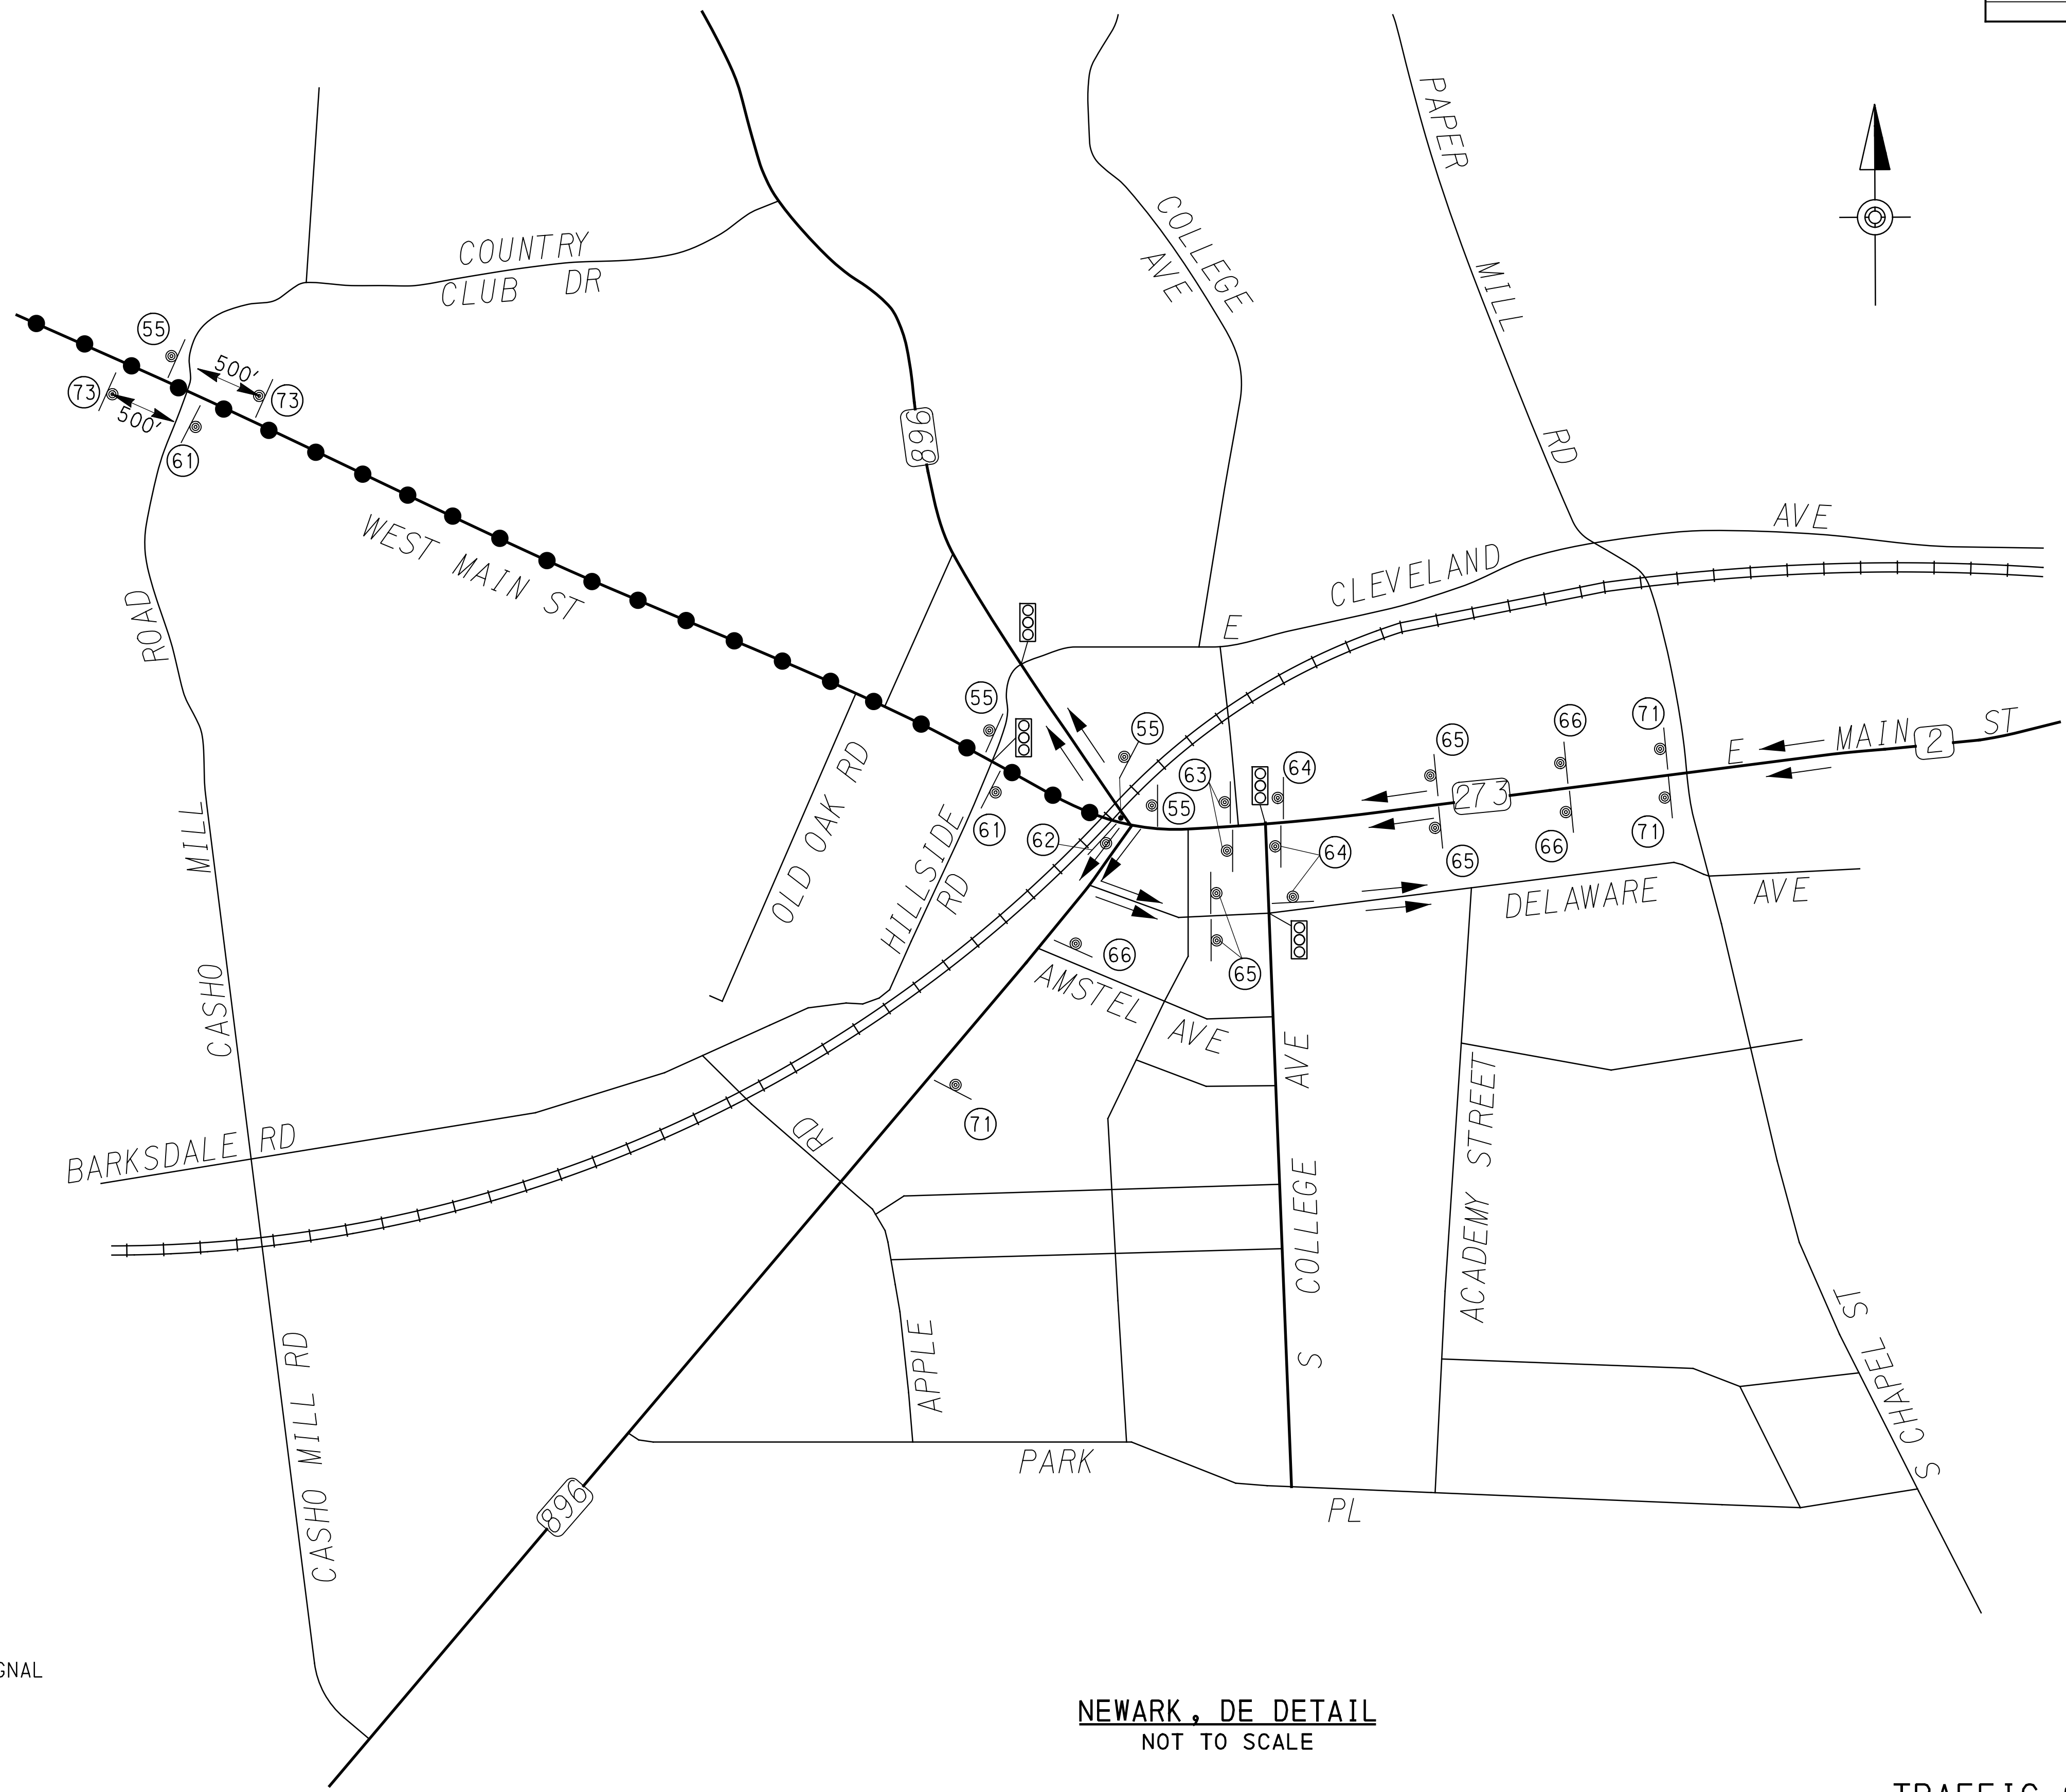 PAPER
MILL
RD
COLLEGE
AVE
COUNTRY
CLUB DR
55
500'
73
73
500'
61
896
WEST MAIN ST
CLEVELAND
AVE
E
ROAD
MILL
CASHO
55
55
63
64
65
66
71
E MAIN ST
2
273
55
61
62
64
65
66
71
OLD OAK RD
HILLSIDE
RD
DELAWARE
AVE
66
65
AMSTEL AVE
71
RD
APPLE
BARKSDALE RD
S COLLEGE AVE
ACADEMY STREET
S CHAPEL ST
CASHO MILL RD
896
PARK
PL
GNAL
NEWARK, DE DETAIL
NOT TO SCALE